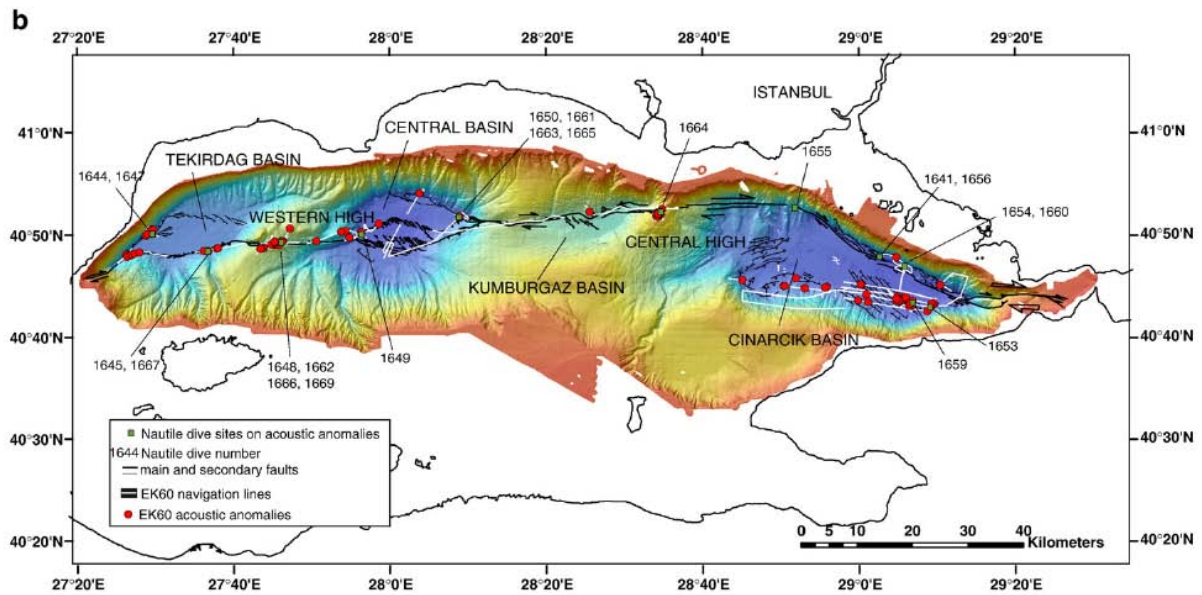 b
27°20'E 27°40'E 28°0'E 28°20'E 28°40'E 29°0'E 29°20'E
ISTANBUL
41°0'N
41°0'N
1650, 1661
1663, 1665
CENTRAL BASIN
1664
1655
TEKIRDAG BASIN
1644, 1647
1641, 1656
1654, 1660
WESTERN HIGH
40°50'N
40°50'N
CENTRAL HIGH
KUMBURGAZ BASIN
CINARCIK BASIN
40°40'N
40°40'N
1645, 1667
1648, 1662
1666, 1669
1649
1659
1653
40°30'N
40°30'N
Nautile dive sites on acoustic anomalies
1644 Nautile dive number
main and secondary faults
EK60 navigation lines
EK60 acoustic anomalies
0 5 10 20 30 40
Kilometers
40°20'N
40°20'N
27°20'E 27°40'E 28°0'E 28°20'E 28°40'E 29°0'E 29°20'E